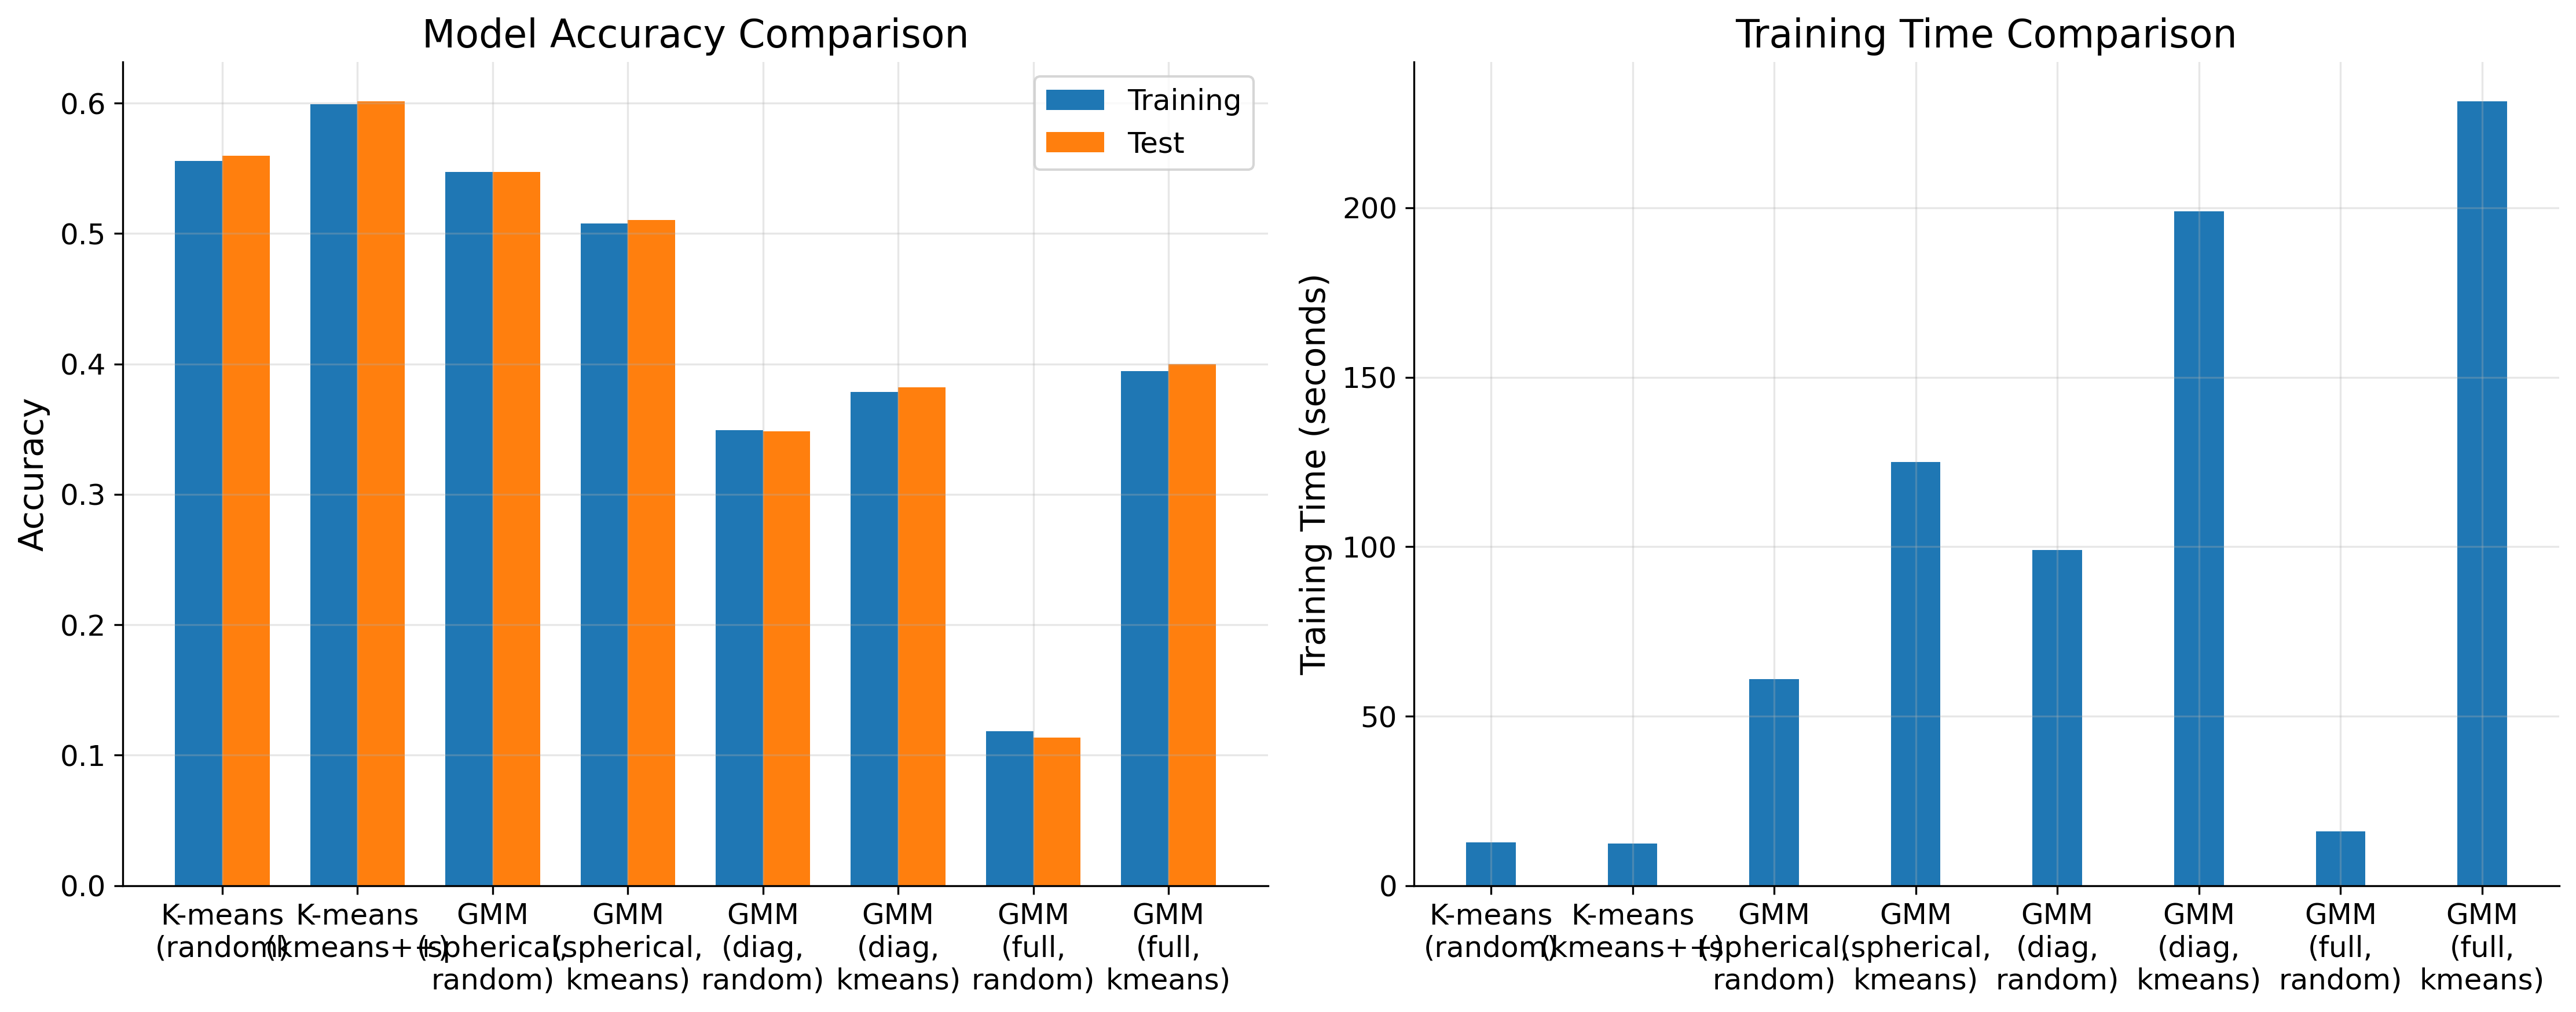 Model Accuracy Comparison
Accuracy
0.6
0.5
0.4
0.3
0.2
0.1
0.0
Training
Test
K-means
(random)
K-means
(kmeans++)
GMM
(spherical,
random)
GMM
(spherical,
kmeans)
GMM
(diag,
random)
GMM
(diag,
kmeans)
GMM
(full,
random)
GMM
(full,
kmeans)
Training Time Comparison
Training Time (seconds)
200
150
100
50
0
K-means
(random)
K-means
(kmeans++)
GMM
(spherical,
random)
GMM
(spherical,
kmeans)
GMM
(diag,
random)
GMM
(diag,
kmeans)
GMM
(full,
random)
GMM
(full,
kmeans)